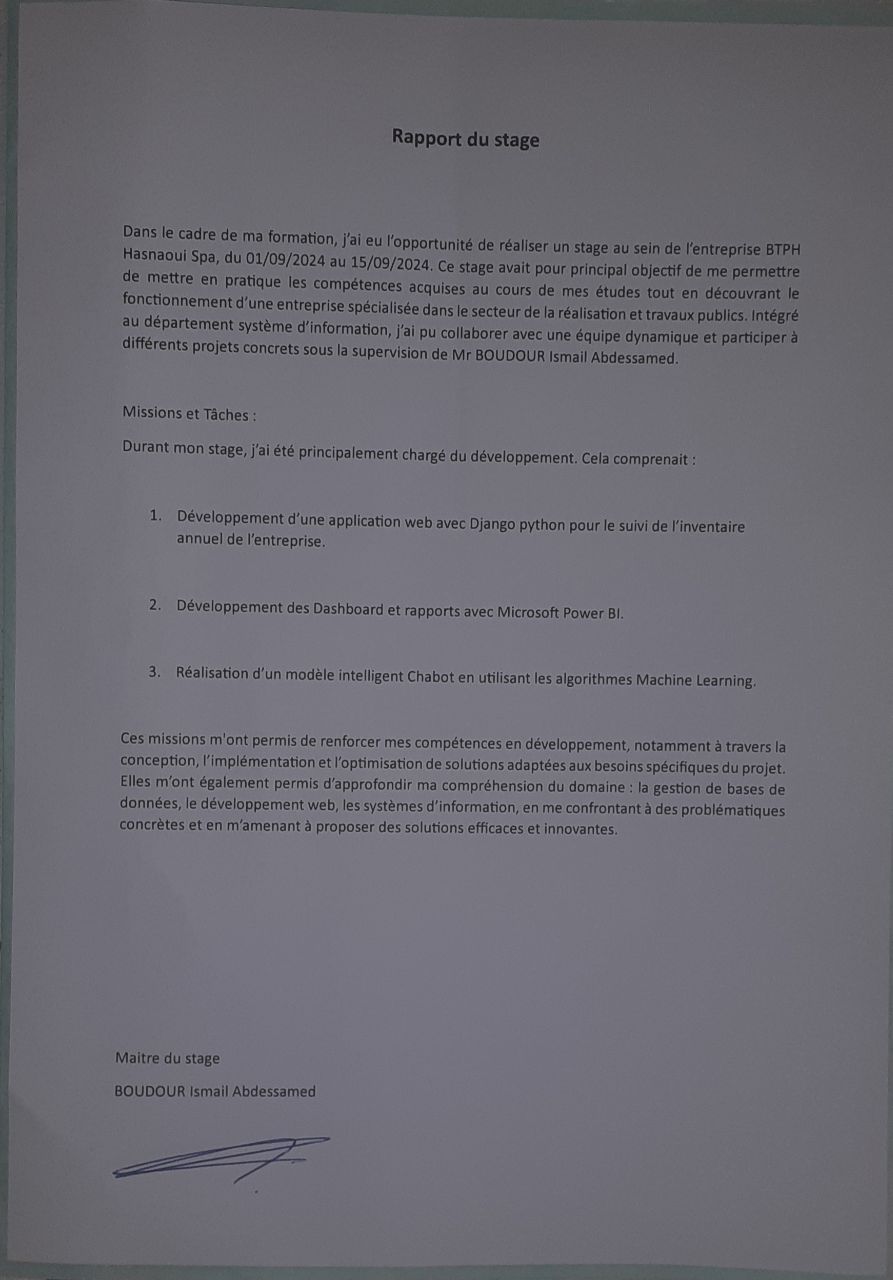 Rapport du stage
Dans le cadre de ma formation, j'ai eu l'opportunité de réaliser un stage au sein de l'entreprise BTPH
Hasnaoui Spa, du 01/09/2024 au 15/09/2024. Ce stage avait pour principal objectif de me permettre
de mettre en pratique les compétences acquises au cours de mes études tout en découvrant le
fonctionnement d'une entreprise spécialisée dans le secteur de la réalisation et travaux publics. Intégré
au département système d'information, j'ai pu collaborer avec une équipe dynamique et participer à
différents projets concrets sous la supervision de Mr BOUDOUR Ismail Abdessamed.
Missions et Tâches :
Durant mon stage, j'ai été principalement chargé du développement. Cela comprenait :
1. Développement d'une application web avec Django python pour le suivi de l'inventaire
annuel de l'entreprise.
2. Développement des Dashboard et rapports avec Microsoft Power BI.
3. Réalisation d'un modèle intelligent Chabot en utilisant les algorithmes Machine Learning.
Ces missions m'ont permis de renforcer mes compétences en développement, notamment à travers la
conception, l'implémentation et l'optimisation de solutions adaptées aux besoins spécifiques du projet.
Elles m'ont également permis d'approfondir ma compréhension du domaine : la gestion de bases de
données, le développement web, les systèmes d'information, en me confrontant à des problématiques
concrètes et en m'amenant à proposer des solutions efficaces et innovantes.
Maitre du stage
BOUDOUR Ismail Abdessamed